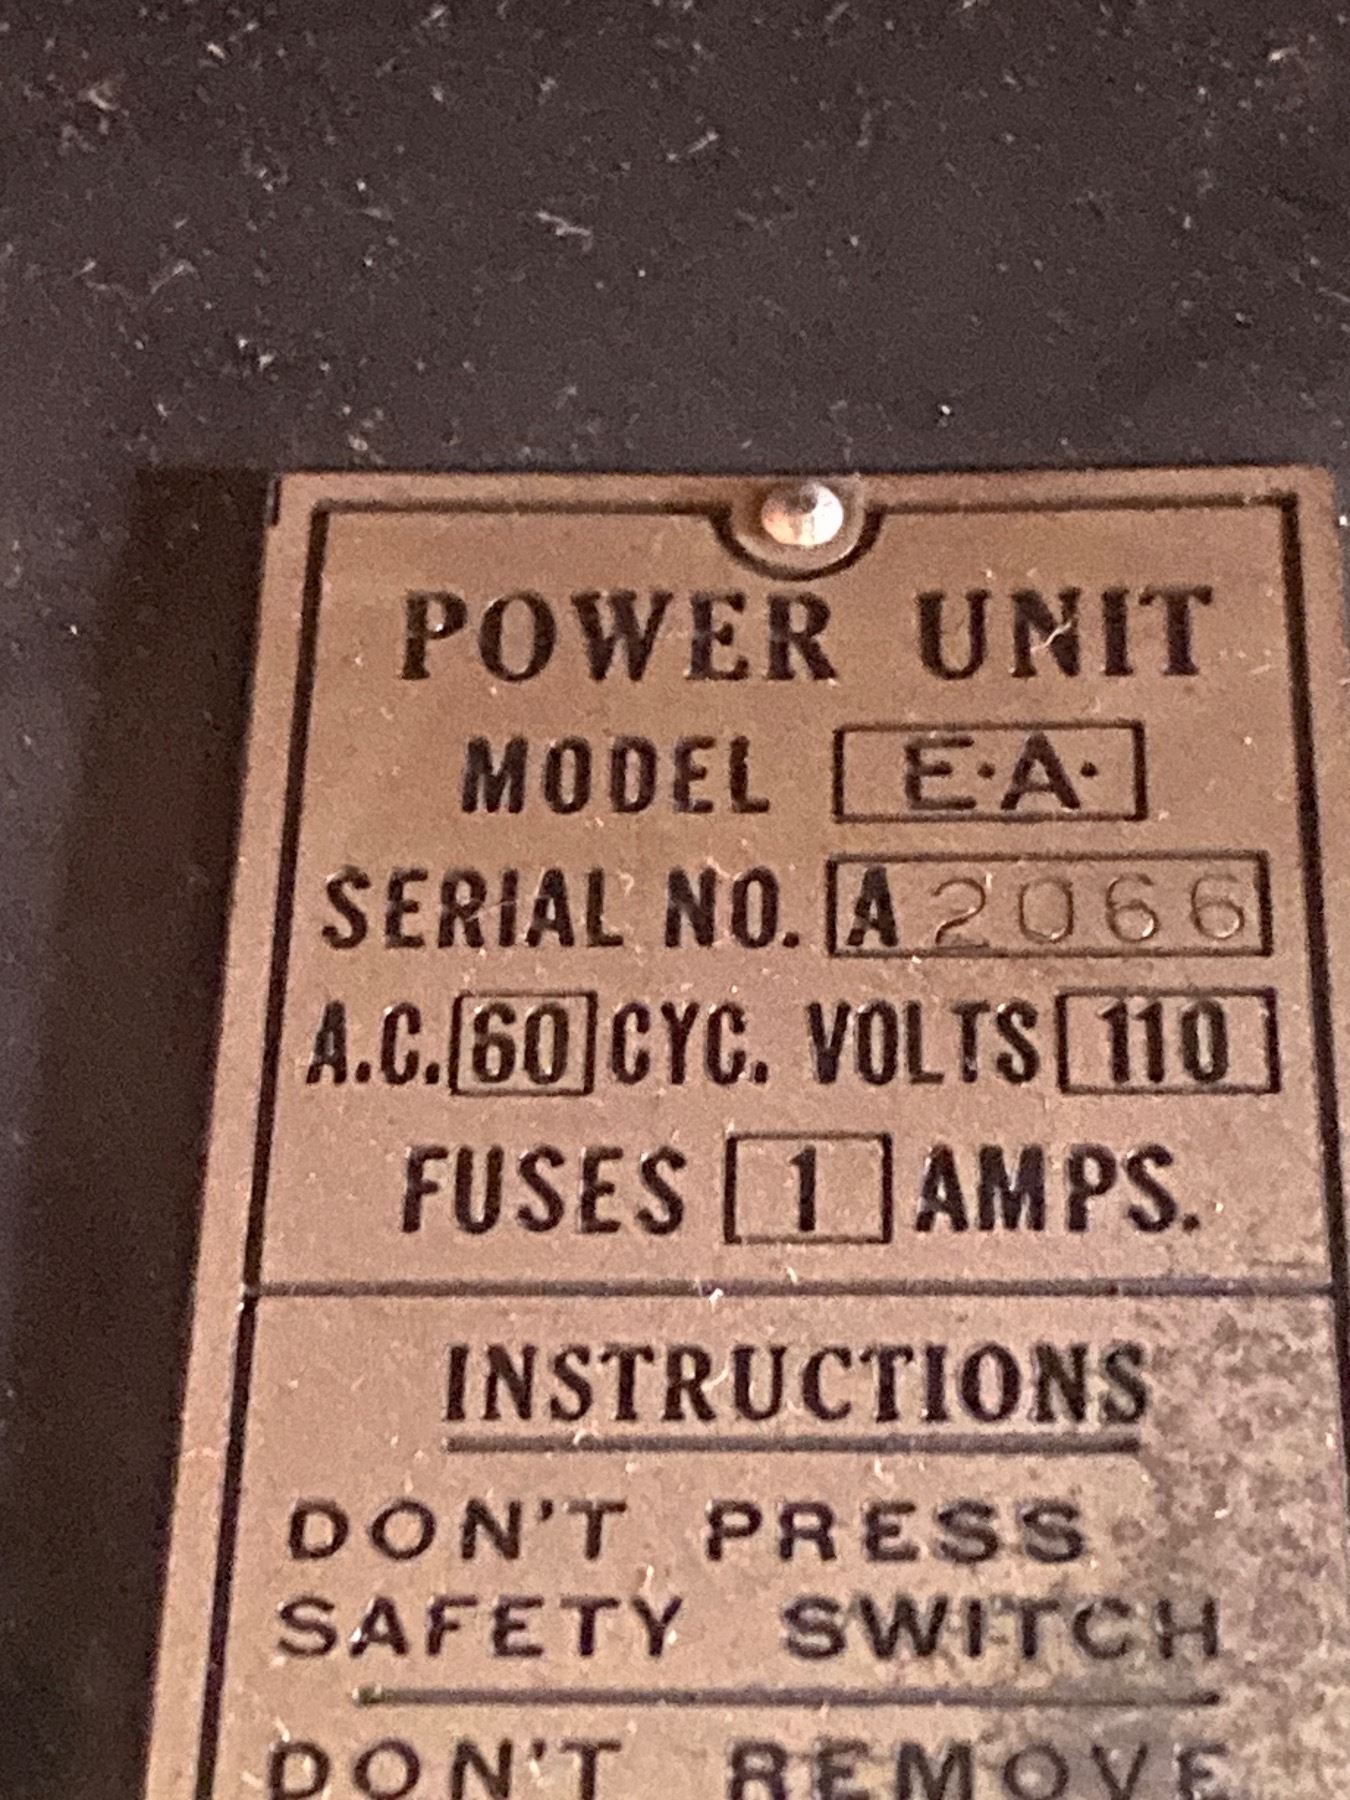 POWER UNIT
MODEL E·A·
SERIAL NO. A 2066
A.C. 60 CYC. VOLTS 110
FUSES 1 AMPS.
INSTRUCTIONS
DON'T PRESS
SAFETY SWITCH
DON'T REMOVE